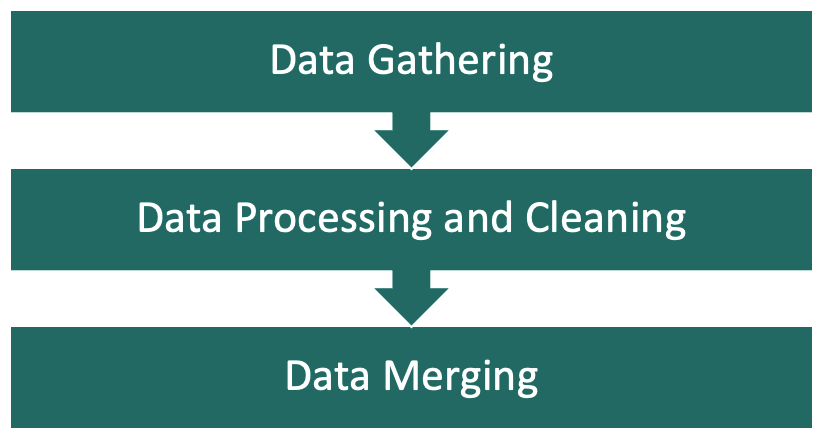 Data Gathering
Data Processing and Cleaning
Data Merging